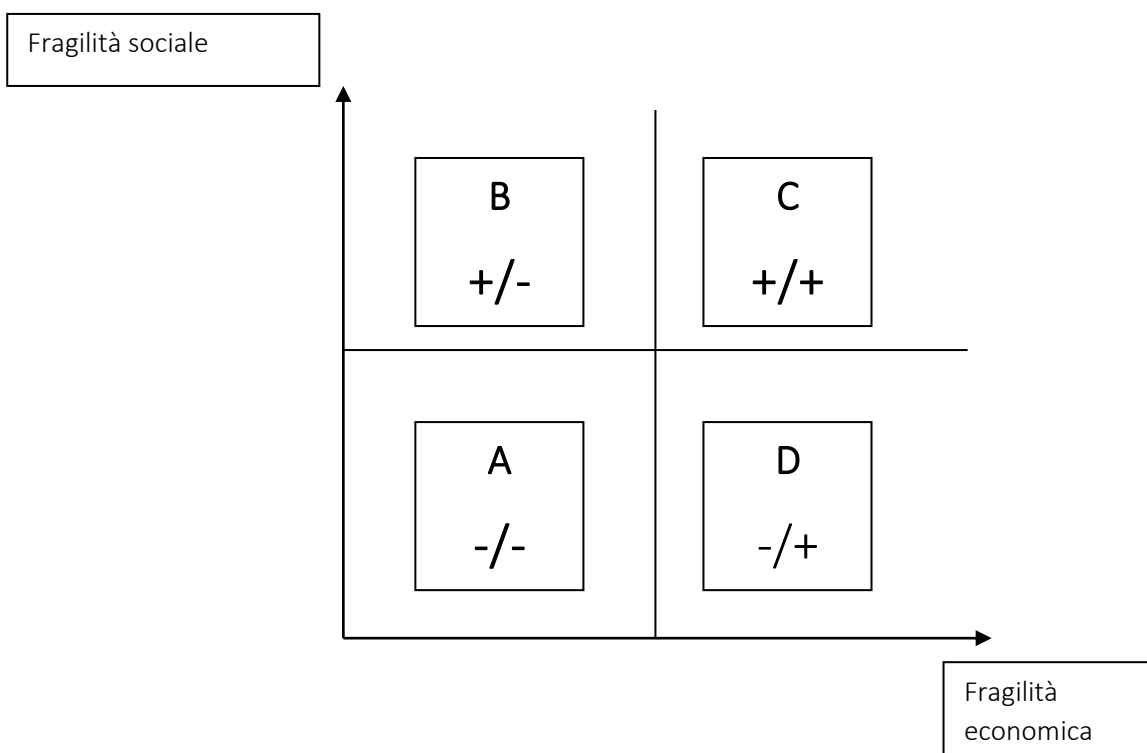 Fragilità sociale
B
+/-
C
+/+
A
-/-
D
-/+
Fragilità
economica